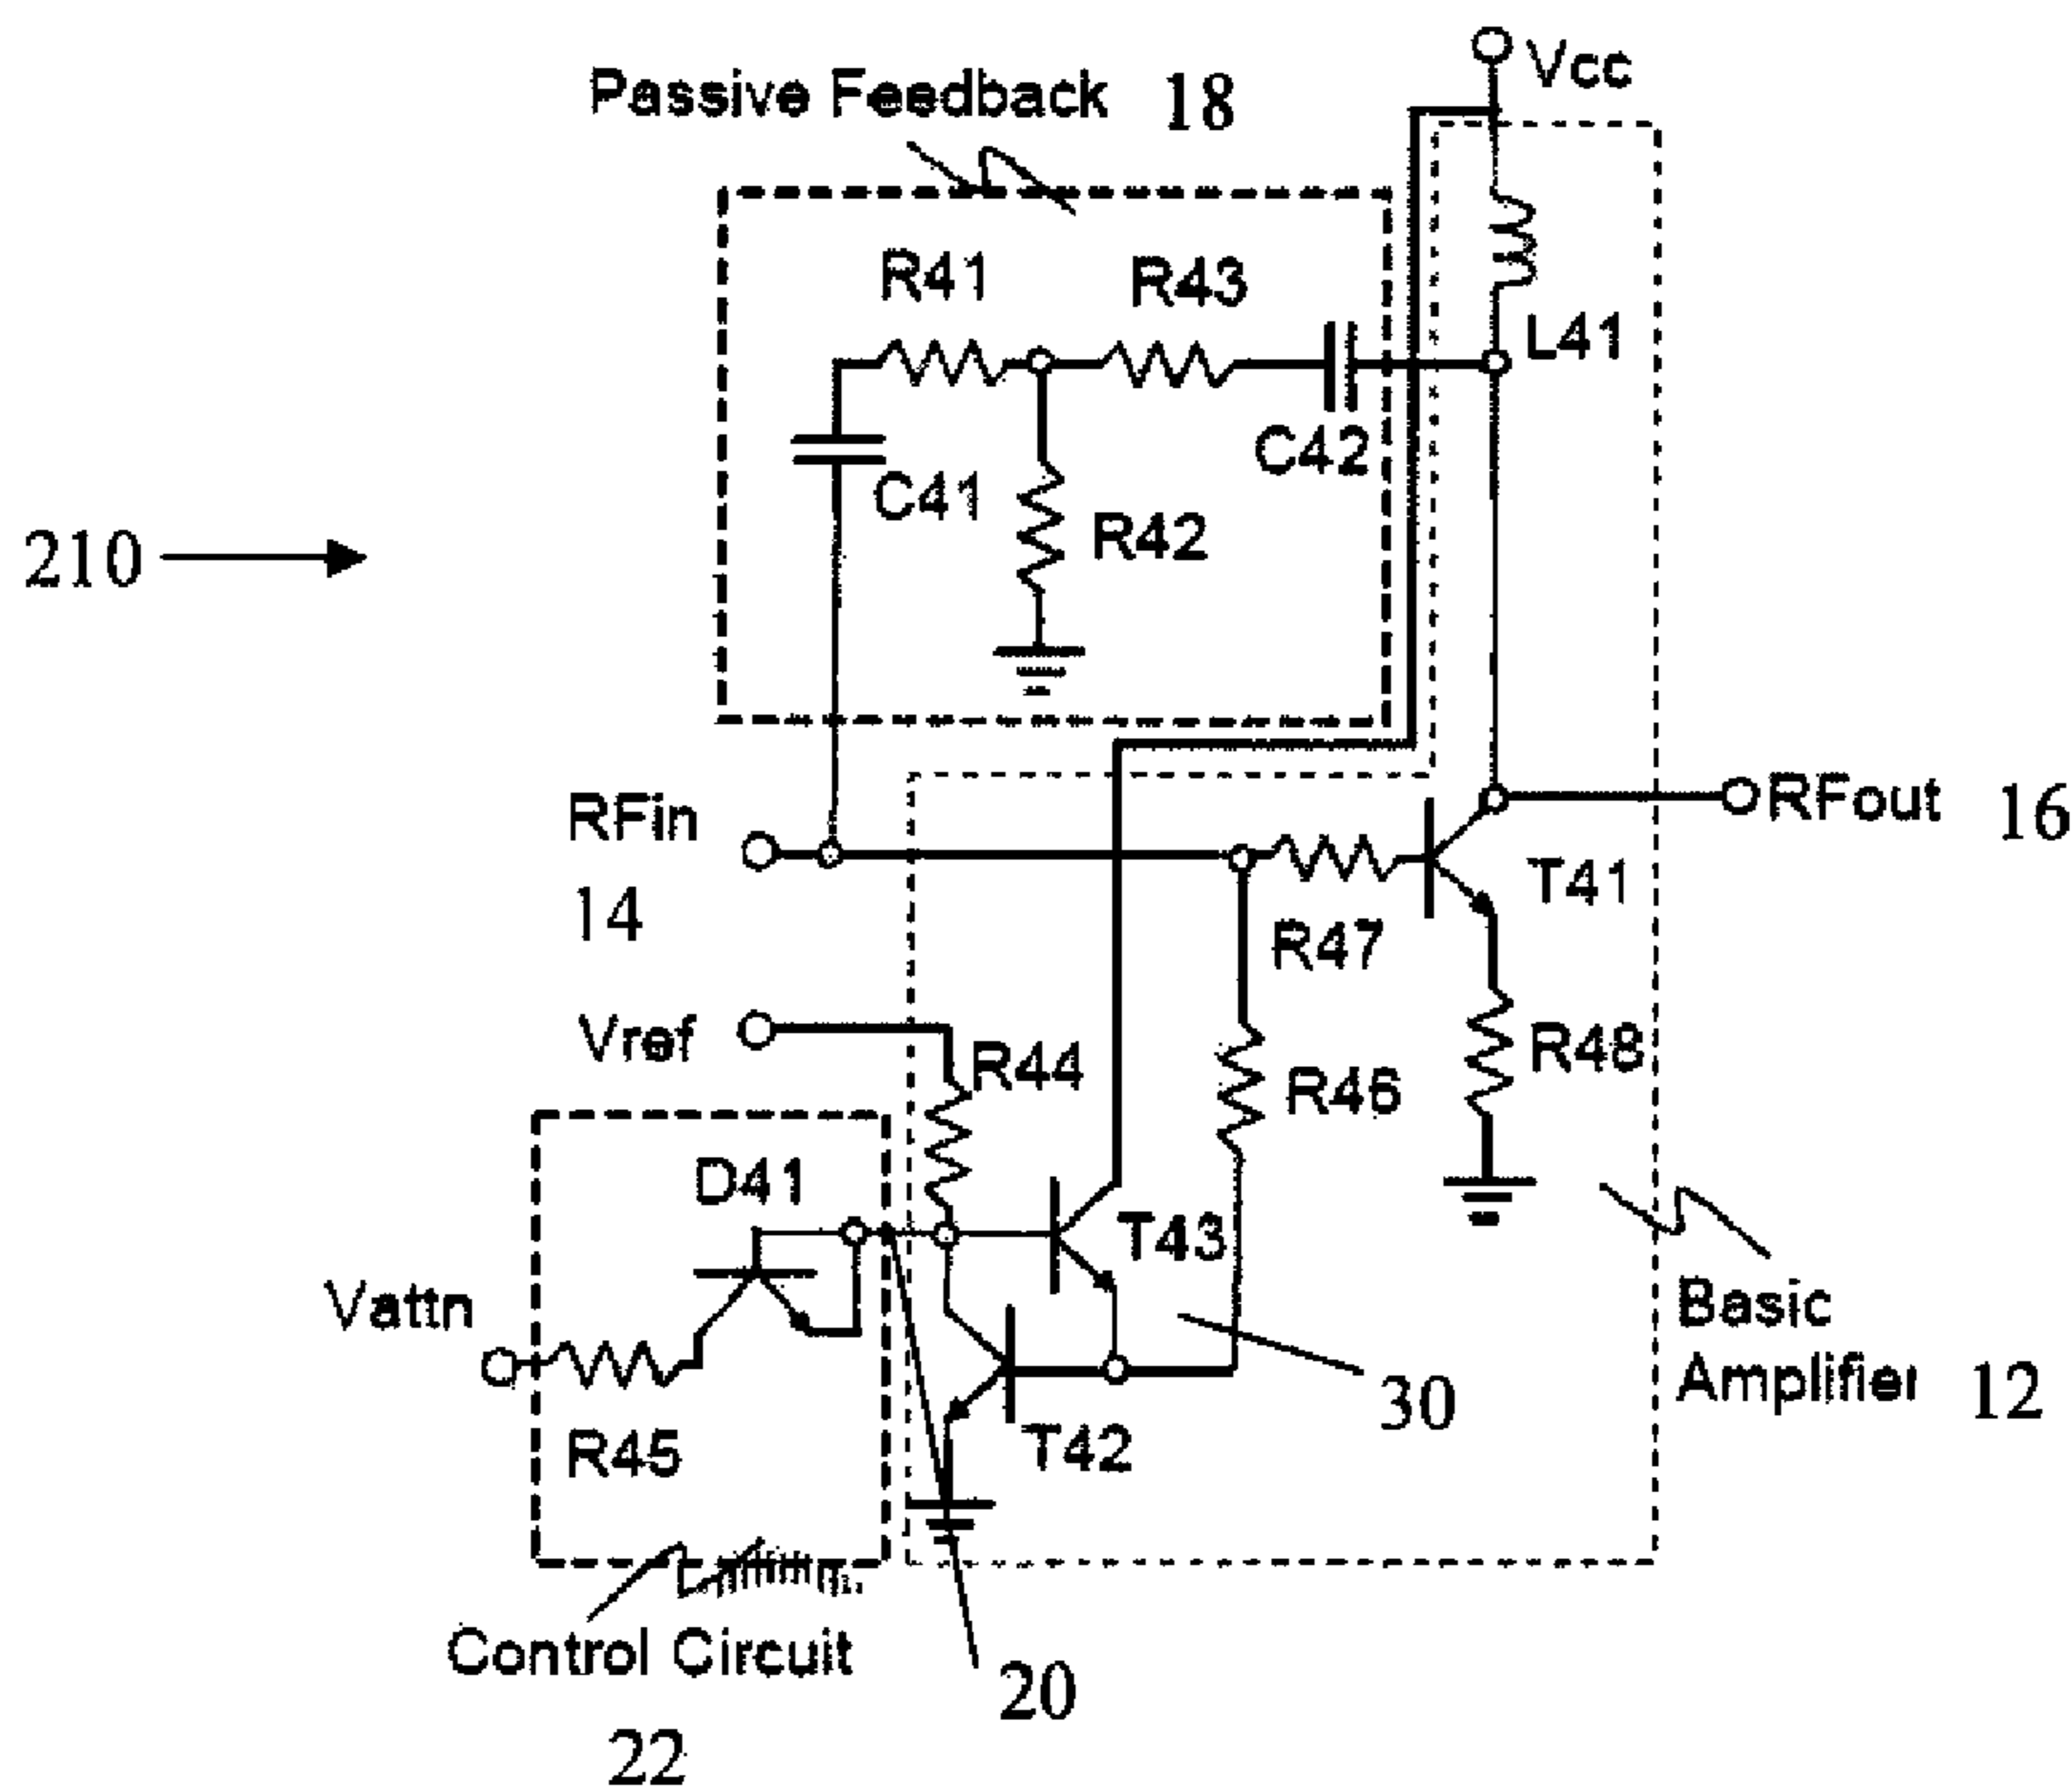 Vcc
Passive Feedback 18
R41
R43
L41
C42
C41
R42
210
RFin
14
RFout 16
T41
R47
Vref
R44
R48
R46
D41
T43
Vattn
Basic
Amplifier 12
30
R45
T42
Control Circuit
20
22